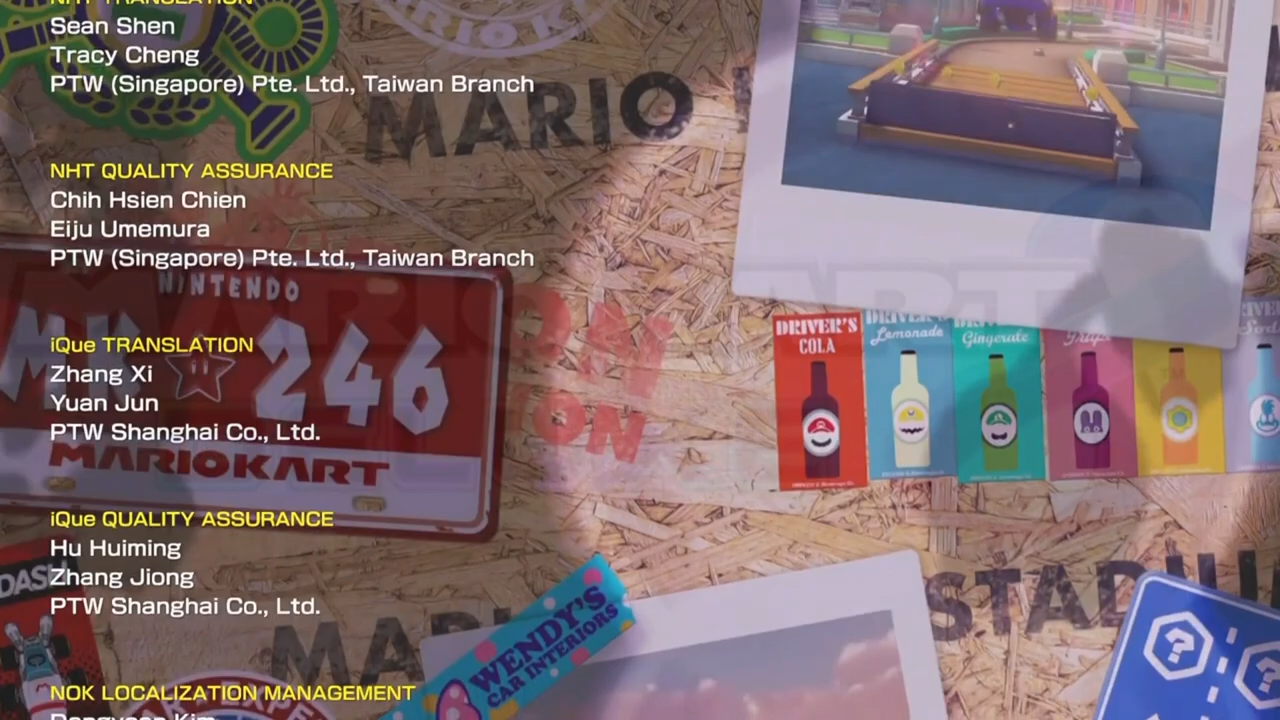 NHT TRANSLATION
Sean Shen
Tracy Cheng
PTW (Singapore) Pte. Ltd., Taiwan Branch
NHT QUALITY ASSURANCE
Chih Hsien Chien
Eiju Umemura
PTW (Singapore) Pte. Ltd., Taiwan Branch
iQue TRANSLATION
Zhang Xi
Yuan Jun
PTW Shanghai Co., Ltd.
iQue QUALITY ASSURANCE
Hu Huiming
Zhang Jiong
PTW Shanghai Co., Ltd.
NOK LOCALIZATION MANAGEMENT
MARIO
NINTENDO
246
MARIOKART
DRIVER'S
COLA
Lemonade
Gingerale
DASH
WENDY'S
CAR INTERIORS
STADIU